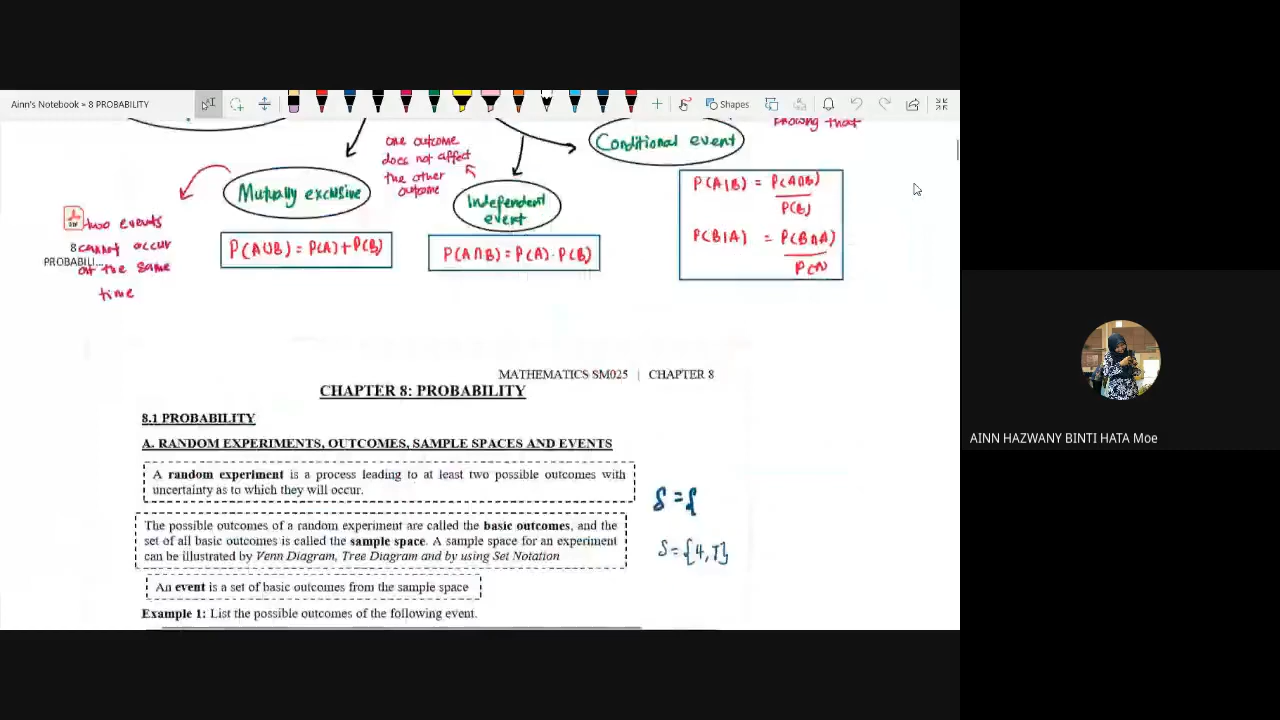 Ainn's Notebook » 8 PROBABILITY
Shapes
knowing that
one outcome
does not affect
the other
outcome
Conditional event
Mutually exclusive
Independent
event
P(A|B) = P(A∩B)
P(B)
P(B|A) = P(B∩A)
P(A)
P(A∪B) = P(A) + P(B)
P(A∩B) = P(A) · P(B)
two events
cannot occur
at the same
time
8
PROBABILI...
MATHEMATICS SM025 | CHAPTER 8
CHAPTER 8: PROBABILITY
8.1 PROBABILITY
A. RANDOM EXPERIMENTS, OUTCOMES, SAMPLE SPACES AND EVENTS
A random experiment is a process leading to at least two possible outcomes with
uncertainty as to which they will occur.
The possible outcomes of a random experiment are called the basic outcomes, and the
set of all basic outcomes is called the sample space. A sample space for an experiment
can be illustrated by Venn Diagram, Tree Diagram and by using Set Notation
S = {
S = {4, T}
An event is a set of basic outcomes from the sample space
Example 1: List the possible outcomes of the following event.
AINN HAZWANY BINTI HATA Moe